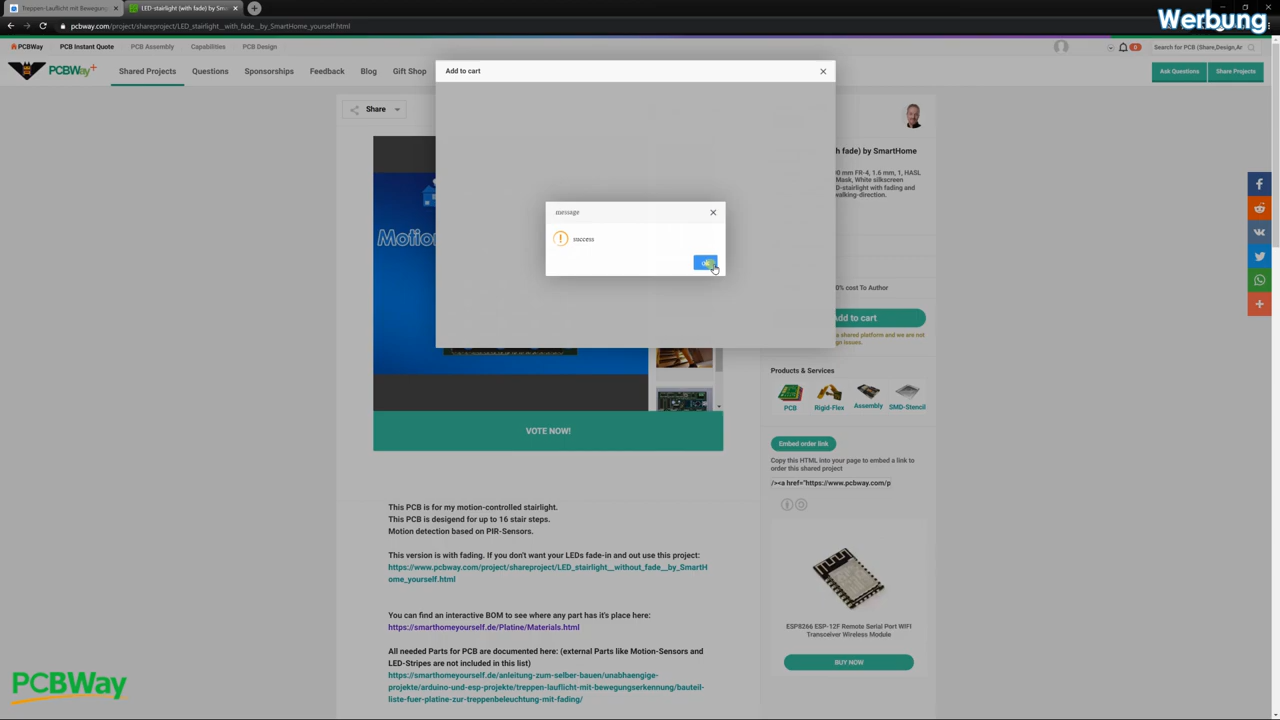 Treppen-Lauflicht mit Bewegung
LED-stairlight (with fade) by Sma
Werbung
pcbway.com/project/shareproject/LED_stairlight__with_fade__by_SmartHome_yourself.html
PCBWay
PCB Instant Quote
PCB Assembly
Capabilities
PCB Design
0
Search for PCB (Share,Design,Ar
PCBWay+
Shared Projects
Questions
Sponsorships
Feedback
Blog
Gift Shop
Ask Questions
Share Projects
Add to cart
Share
message
success
Motio
h fade) by SmartHome
00 mm FR-4, 1.6 mm, 1, HASL
Mask, White silkscreen
D-stairlight with fading and
walking-direction.
0% cost To Author
Add to cart
a shared platform and we are not
gn issues.
VOTE NOW!
Products & Services
PCB
Rigid-Flex
Assembly
SMD-Stencil
Embed order link
Copy this HTML into your page to embed a link to
order this shared project
/><a href="https://www.pcbway.com/p
This PCB is for my motion-controlled stairlight.
This PCB is desigend for up to 16 stair steps.
Motion detection based on PIR-Sensors.
This version is with fading. If you don't want your LEDs fade-in and out use this project:
https://www.pcbway.com/project/shareproject/LED_stairlight__without_fade__by_SmartH
ome_yourself.html
You can find an interactive BOM to see where any part has it's place here:
https://smarthomeyourself.de/Platine/Materials.html
All needed Parts for PCB are documented here: (external Parts like Motion-Sensors and
LED-Stripes are not included in this list)
https://smarthomeyourself.de/anleitung-zum-selber-bauen/unabhaengige-
projekte/arduino-und-esp-projekte/treppen-lauflicht-mit-bewegungserkennung/bauteil-
liste-fuer-platine-zur-treppenbeleuchtung-mit-fading/
ESP8266 ESP-12F Remote Serial Port WIFI
Transceiver Wireless Module
BUY NOW
PCBWay